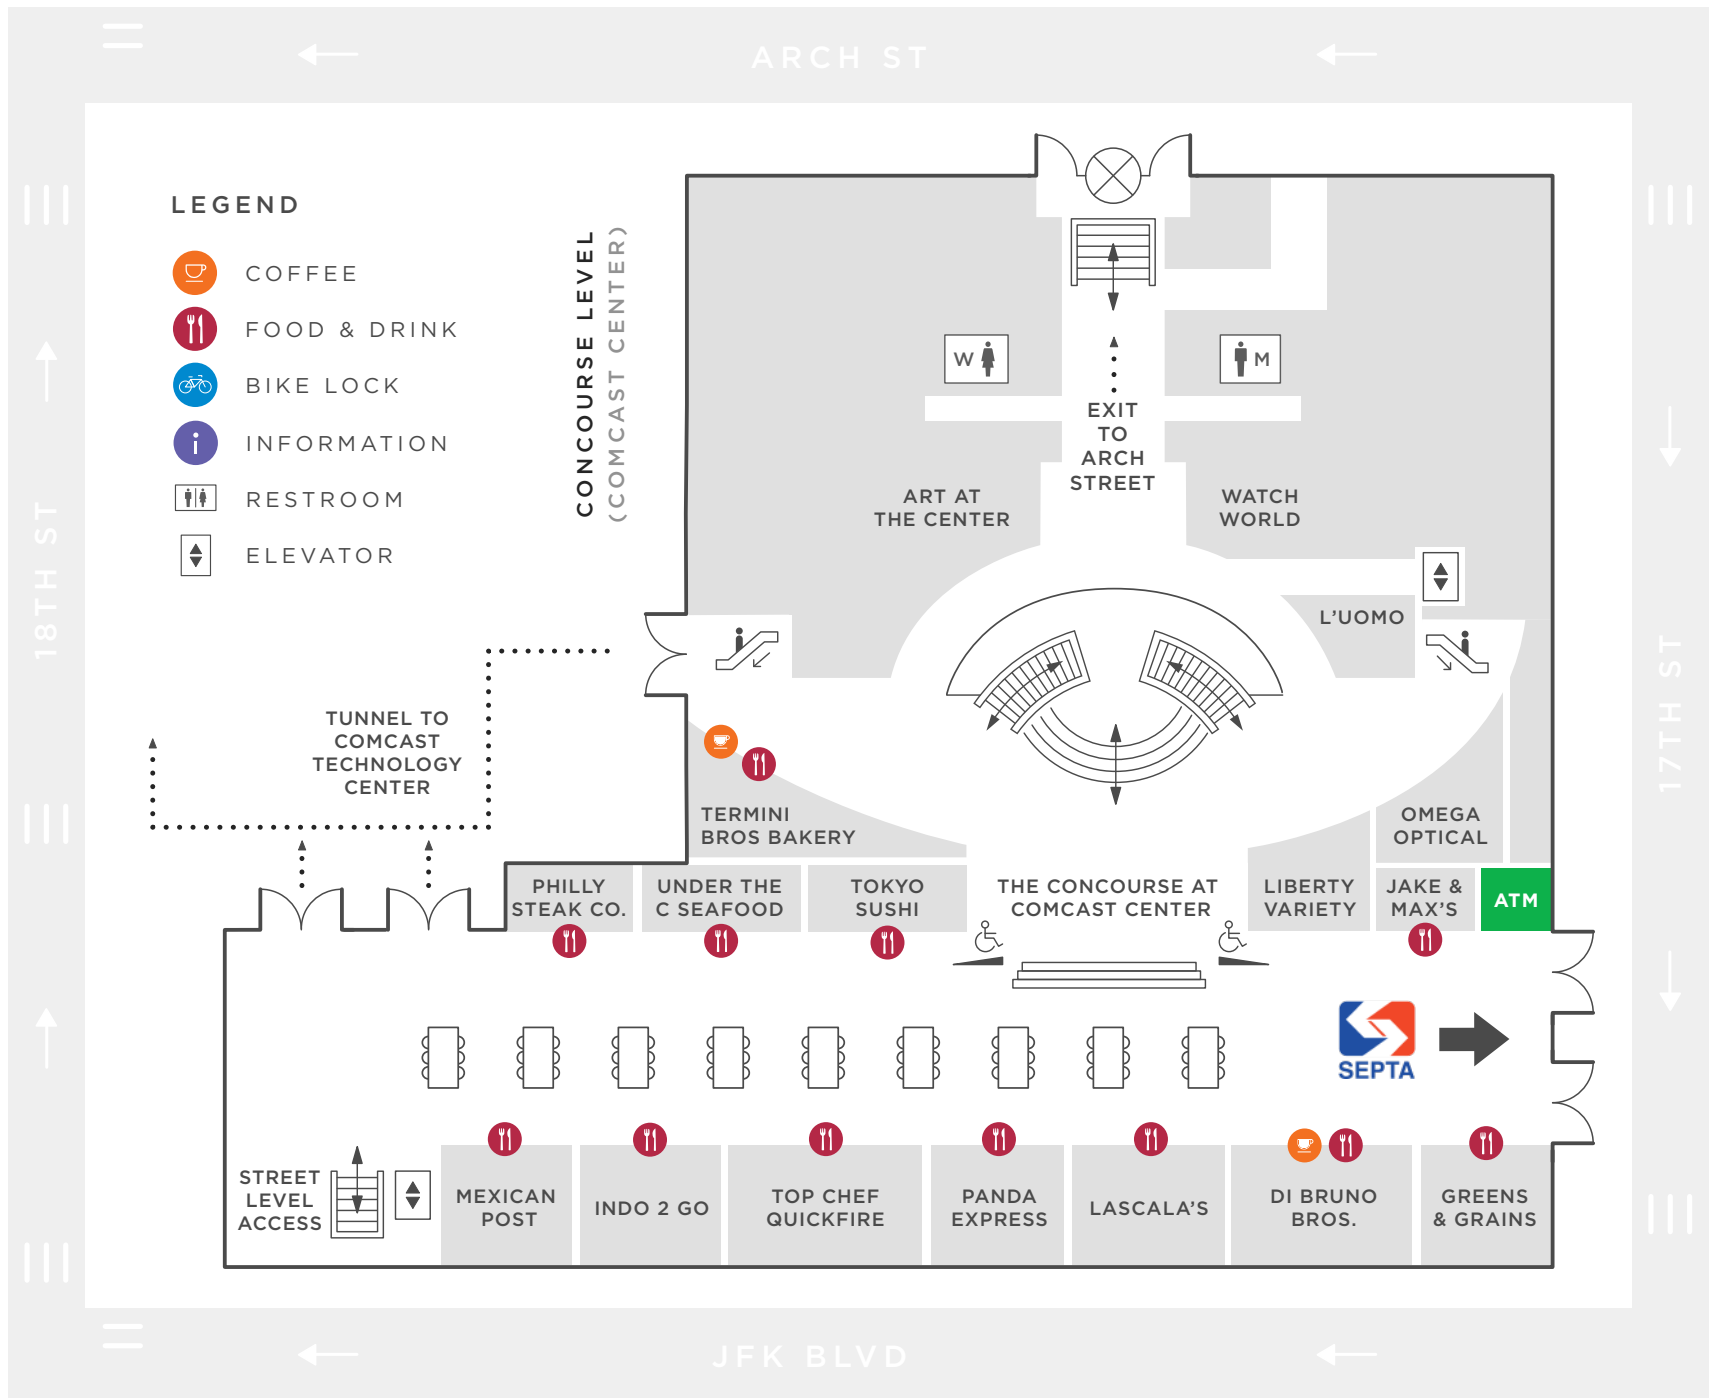 ARCH ST
LEGEND
COFFEE
FOOD & DRINK
BIKE LOCK
INFORMATION
RESTROOM
ELEVATOR
CONCOURSE LEVEL
(COMCAST CENTER)
18TH ST
17TH ST
W
M
EXIT
TO
ARCH
STREET
ART AT
THE CENTER
WATCH
WORLD
L'UOMO
TUNNEL TO
COMCAST
TECHNOLOGY
CENTER
TERMINI
BROS BAKERY
OMEGA
OPTICAL
PHILLY
STEAK CO.
UNDER THE
C SEAFOOD
TOKYO
SUSHI
THE CONCOURSE AT
COMCAST CENTER
LIBERTY
VARIETY
JAKE &
MAX'S
ATM
SEPTA
STREET
LEVEL
ACCESS
MEXICAN
POST
INDO 2 GO
TOP CHEF
QUICKFIRE
PANDA
EXPRESS
LASCALA'S
DI BRUNO
BROS.
GREENS
& GRAINS
JFK BLVD